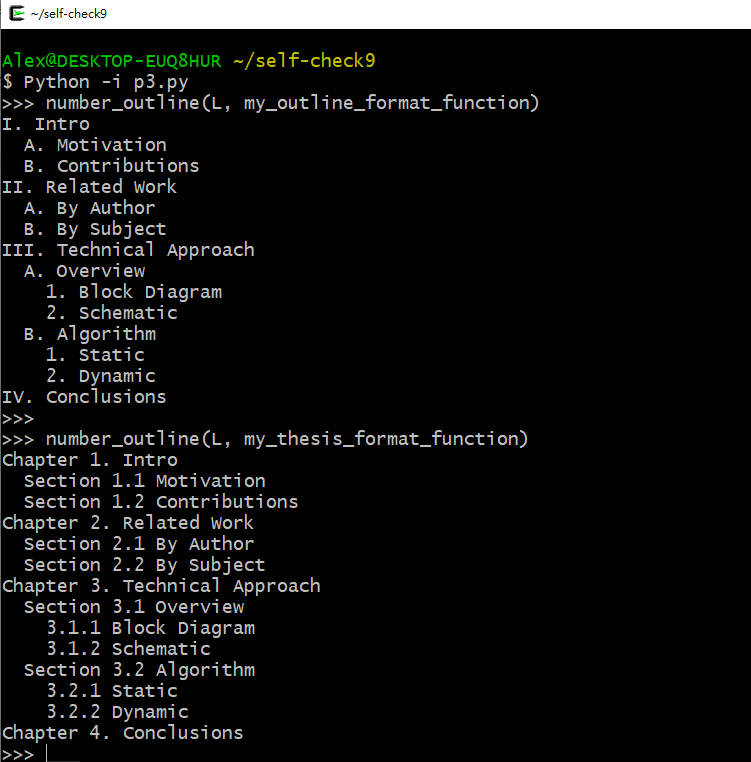 ~/self-check9
Alex@DESKTOP-EUQ8HUR ~/self-check9
$ Python -i p3.py
>>> number_outline(L, my_outline_format_function)
I. Intro
  A. Motivation
  B. Contributions
II. Related Work
  A. By Author
  B. By Subject
III. Technical Approach
  A. Overview
    1. Block Diagram
    2. Schematic
  B. Algorithm
    1. Static
    2. Dynamic
IV. Conclusions
>>>
>>> number_outline(L, my_thesis_format_function)
Chapter 1. Intro
  Section 1.1 Motivation
  Section 1.2 Contributions
Chapter 2. Related Work
  Section 2.1 By Author
  Section 2.2 By Subject
Chapter 3. Technical Approach
  Section 3.1 Overview
    3.1.1 Block Diagram
    3.1.2 Schematic
  Section 3.2 Algorithm
    3.2.1 Static
    3.2.2 Dynamic
Chapter 4. Conclusions
>>>